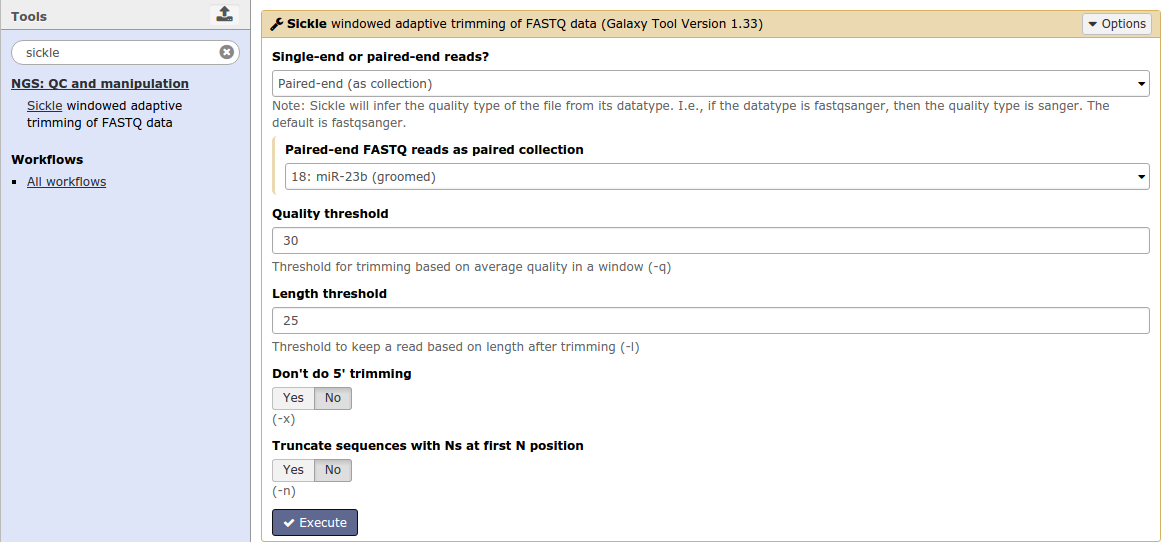 Tools
sickle
NGS: QC and manipulation
Sickle windowed adaptive
trimming of FASTQ data
Workflows
All workflows
Sickle windowed adaptive trimming of FASTQ data (Galaxy Tool Version 1.33)
Options
Single-end or paired-end reads?
Paired-end (as collection)
Note: Sickle will infer the quality type of the file from its datatype. I.e., if the datatype is fastqsanger, then the quality type is sanger. The
default is fastqsanger.
Paired-end FASTQ reads as paired collection
18: miR-23b (groomed)
Quality threshold
30
Threshold for trimming based on average quality in a window (-q)
Length threshold
25
Threshold to keep a read based on length after trimming (-l)
Don't do 5' trimming
Yes No
(-x)
Truncate sequences with Ns at first N position
Yes No
(-n)
Execute